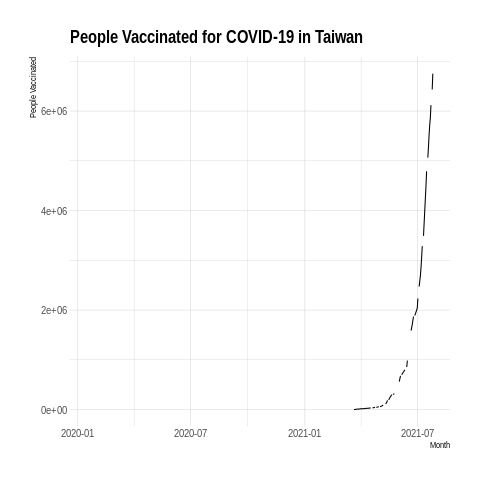 People Vaccinated for COVID-19 in Taiwan
People Vaccinated
6e+06
4e+06
2e+06
0e+00
2020-01 2020-07 2021-01 2021-07
Month